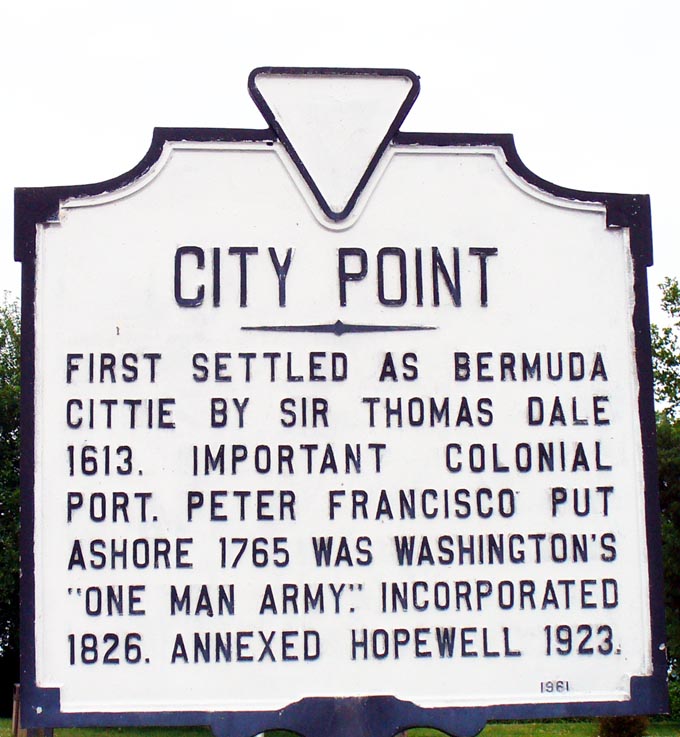 CITY POINT
FIRST SETTLED AS BERMUDA
CITTIE BY SIR THOMAS DALE
1613. IMPORTANT COLONIAL
PORT. PETER FRANCISCO PUT
ASHORE 1765 WAS WASHINGTON'S
"ONE MAN ARMY." INCORPORATED
1826. ANNEXED HOPEWELL 1923.
1961